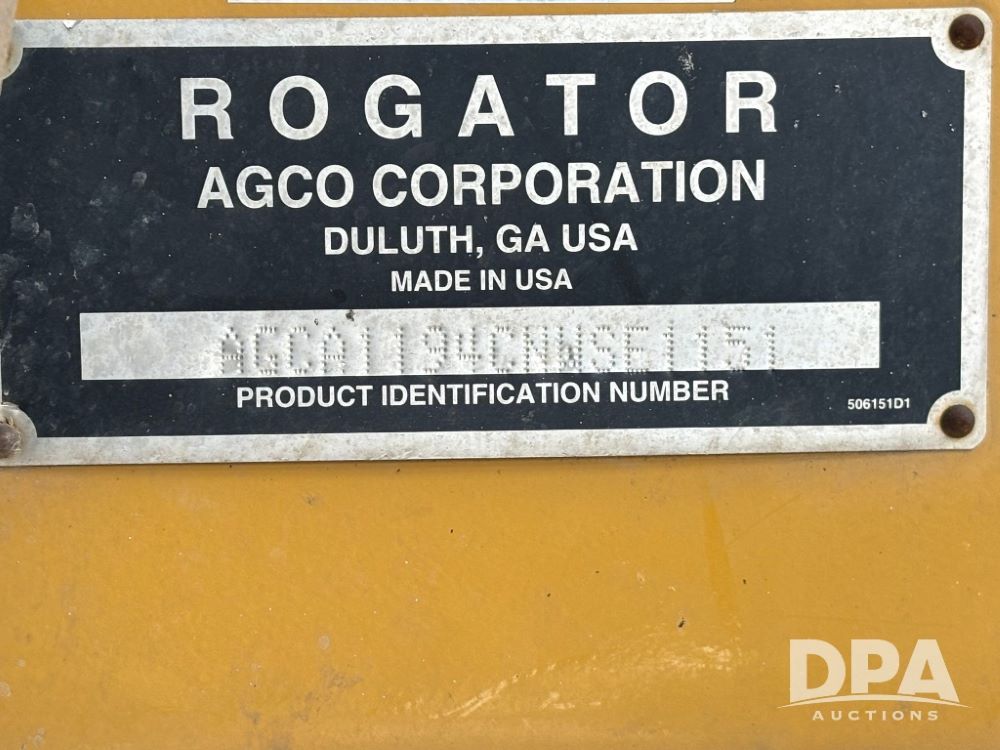 ROGATOR
AGCO CORPORATION
DULUTH, GA USA
MADE IN USA
AGCA1194CNWSE1151
PRODUCT IDENTIFICATION NUMBER
506151D1
DPA
AUCTIONS